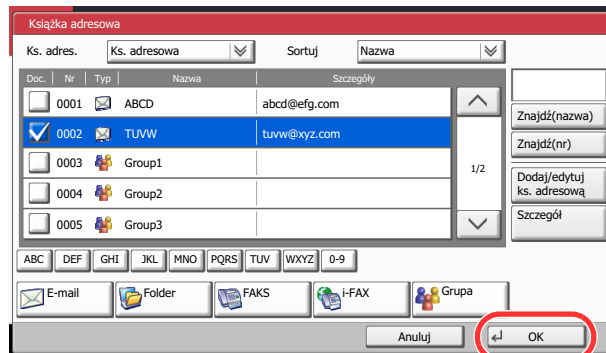 Książka adresowa
Ks. adres. Ks. adresowa Sortuj Nazwa
Doc. Nr Typ Nazwa Szczegóły
0001 ABCD abcd@efg.com
0002 TUVW tuvw@xyz.com
0003 Group1
0004 Group2
0005 Group3
1/2
Znajdź(nazwa)
Znajdź(nr)
Dodaj/edytuj
ks. adresową
Szczegół
ABC DEF GHI JKL MNO PQRS TUV WXYZ 0-9
E-mail Folder FAKS i-FAX Grupa
Anuluj OK